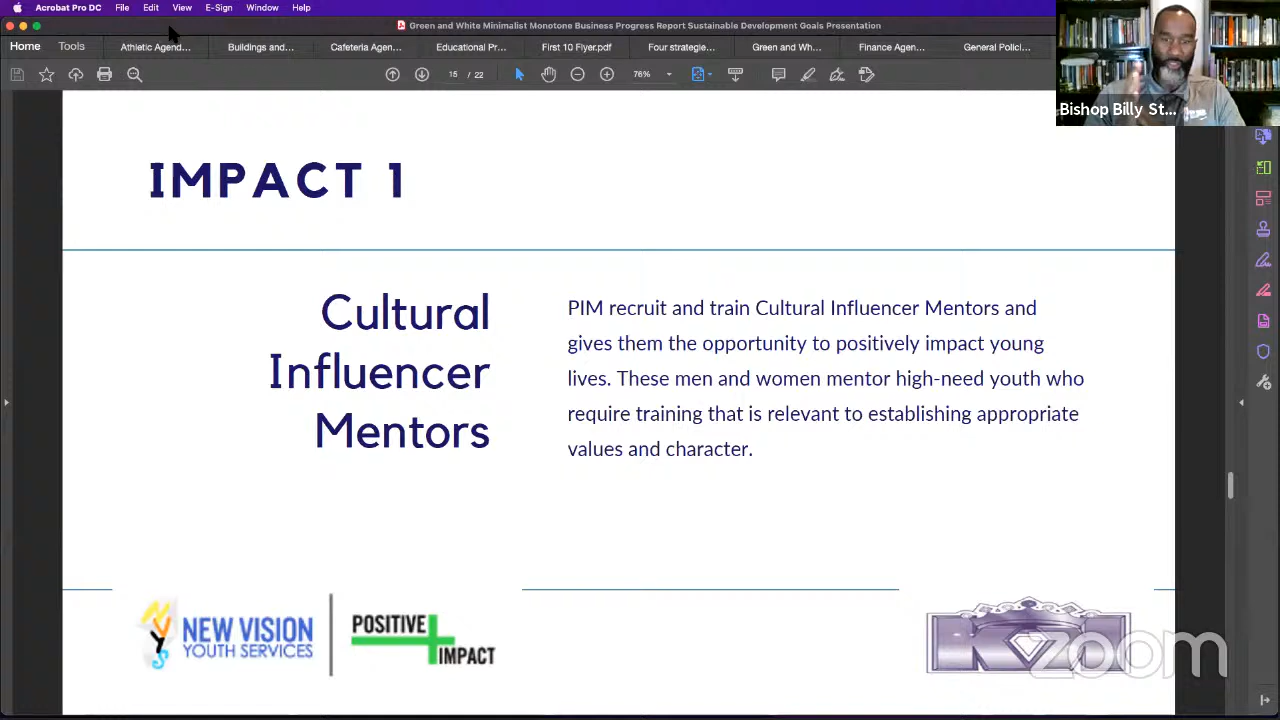 Acrobat Pro DC File Edit View E-Sign Window Help
Green and White Minimalist Monotone Business Progress Report Sustainable Development Goals Presentation
Home Tools Athletic Agend... Buildings and... Cafeteria Agen... Educational Pr... First 10 Flyer.pdf Four strategie... Green and Wh... Finance Agen... General Polici...
15 / 22 76%
Bishop Billy St...
IMPACT 1
Cultural
Influencer
Mentors
PIM recruit and train Cultural Influencer Mentors and
gives them the opportunity to positively impact young
lives. These men and women mentor high-need youth who
require training that is relevant to establishing appropriate
values and character.
NVYS
NEW VISION
YOUTH SERVICES
POSITIVE
IMPACT
zoom